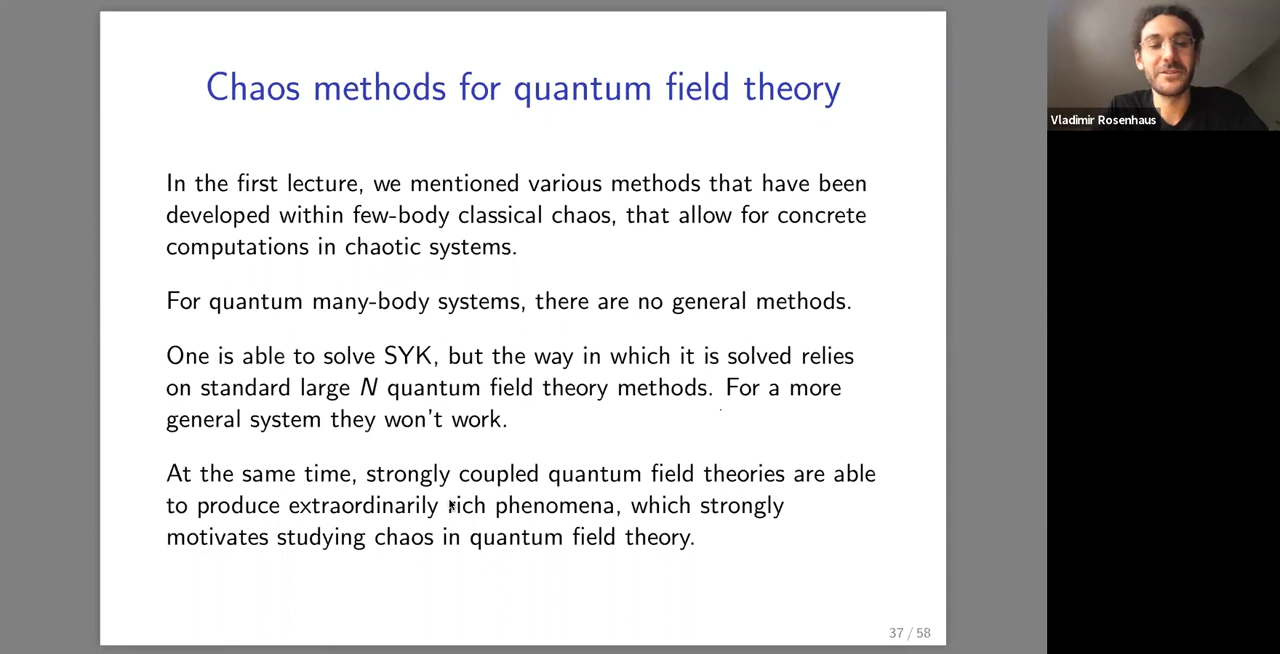 Chaos methods for quantum field theory
In the first lecture, we mentioned various methods that have been
developed within few-body classical chaos, that allow for concrete
computations in chaotic systems.
For quantum many-body systems, there are no general methods.
One is able to solve SYK, but the way in which it is solved relies
on standard large N quantum field theory methods. For a more
general system they won't work.
At the same time, strongly coupled quantum field theories are able
to produce extraordinarily rich phenomena, which strongly
motivates studying chaos in quantum field theory.
37 / 58
Vladimir Rosenhaus